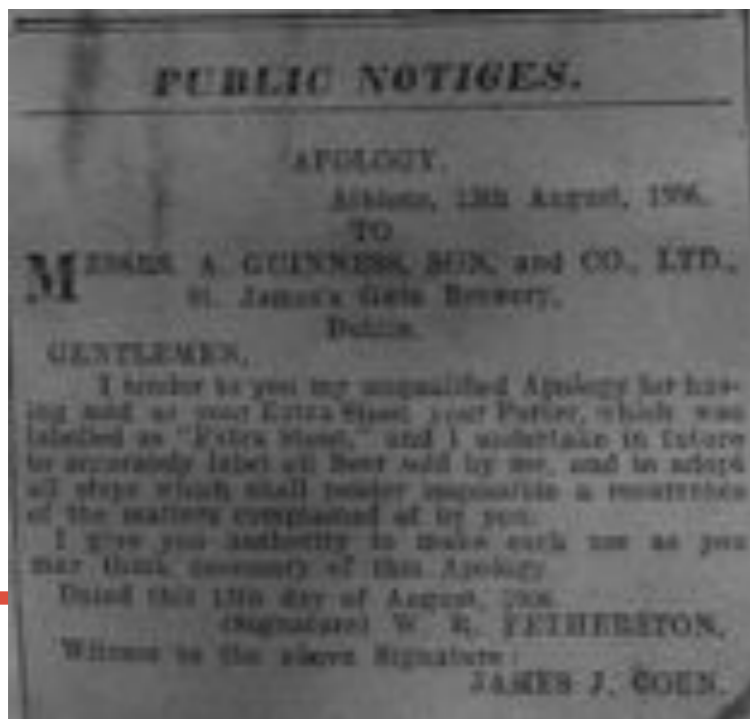 PUBLIC NOTICES.
APOLOGY.
Athlone, 13th August, 1906.
TO
MESSRS. A. GUINNESS, SON, and CO., LTD.,
St. James's Gate Brewery,
Dublin.
GENTLEMEN,
I tender to you my unqualified Apology for hav-
ing sold as your Extra Stout your Porter, which was
labelled as "Extra Stout," and I undertake in future
to accurately label all Beer sold by me, and to adopt
all steps which shall render impossible a recurrence
of the matters complained of by you.
I give you authority to make such use as you
may think necessary of this Apology.
Dated this 13th day of August, 1906.
(Signature) W. R. FETHERSTON,
Witness to the above Signature:
JAMES J. COEN.